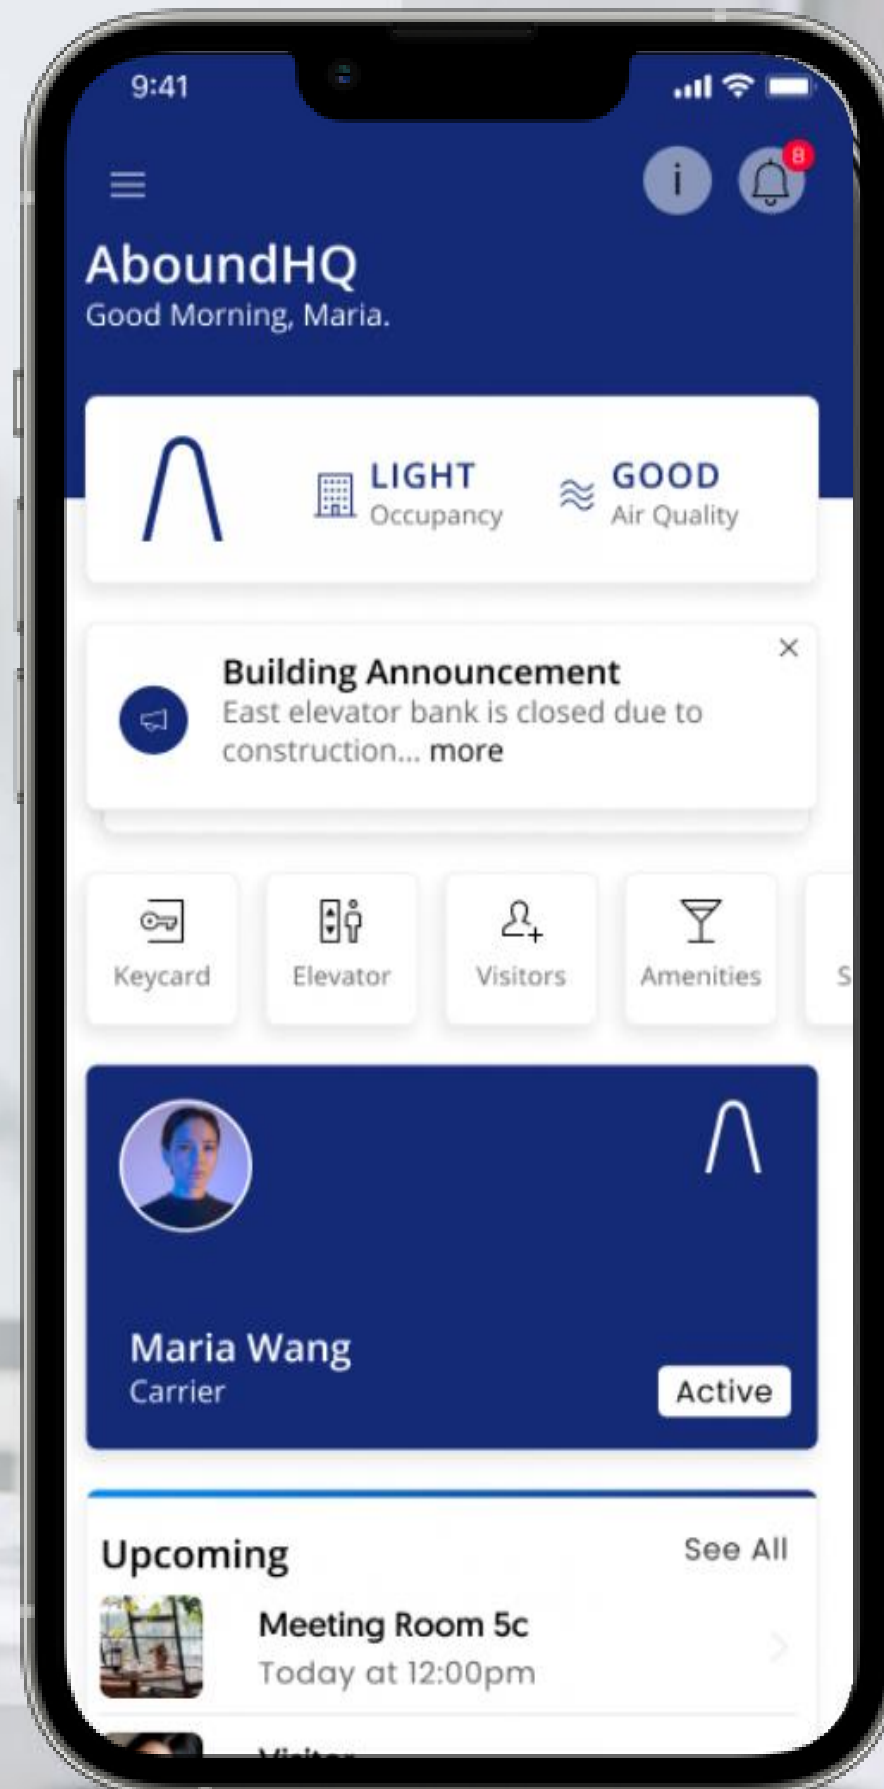 9:41
i
8
AboundHQ
Good Morning, Maria.
LIGHT
Occupancy
GOOD
Air Quality
Building Announcement
East elevator bank is closed due to
construction... more
Keycard
Elevator
Visitors
Amenities
S
Maria Wang
Carrier
Active
Upcoming
See All
Meeting Room 5c
Today at 12:00pm
Visitor